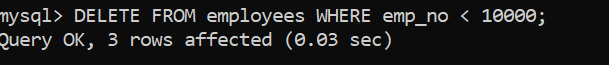 mysql> DELETE FROM employees WHERE emp_no < 10000;
Query OK, 3 rows affected (0.03 sec)